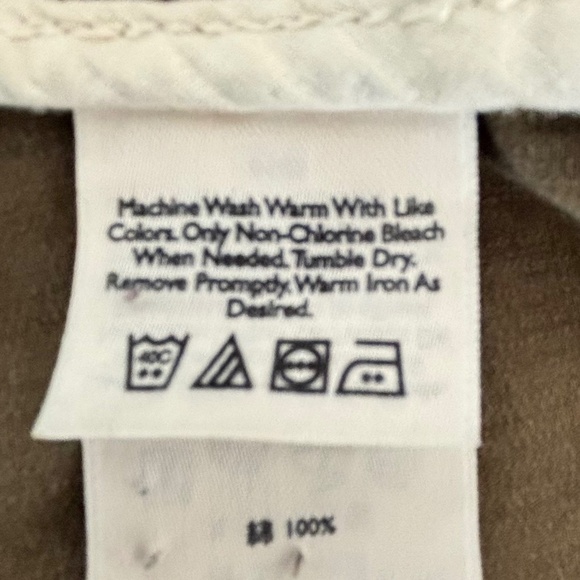 Machine Wash Warm With Like
Colors. Only Non-Chlorine Bleach
When Needed. Tumble Dry.
Remove Promptly. Warm Iron As
Desired.
40C
綿 100%